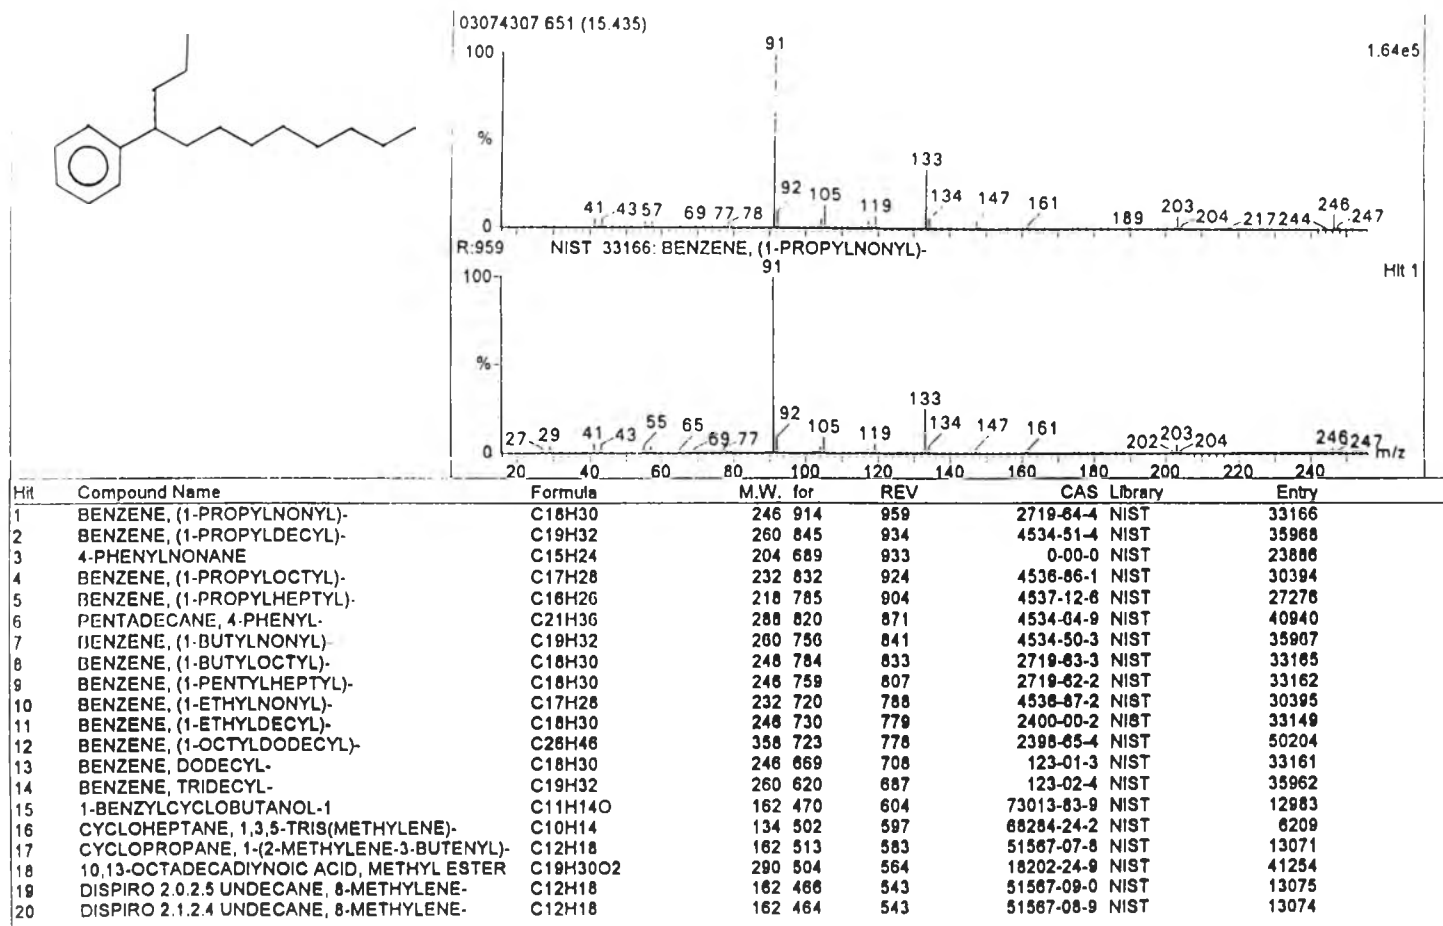 03074307 651 (15.435)
100 91 1.64e5
%
133
92 105 134 147 161 203 246
41 43 57 69 77 78 119 189 204 217 244 247
0
R:959 NIST 33166: BENZENE, (1-PROPYLNONYL)-
100 91 Hit 1
%
133
92 105 134 147 161 203
27 29 41 43 55 65 69 77 119 202 204 246 247
0 m/z
20 40 60 80 100 120 140 160 180 200 220 240
Hit Compound Name Formula M.W. for REV CAS Library Entry
1 BENZENE, (1-PROPYLNONYL)- C18H30 246 914 959 2719-64-4 NIST 33166
2 BENZENE, (1-PROPYLDECYL)- C19H32 260 845 934 4534-51-4 NIST 35968
3 4-PHENYLNONANE C15H24 204 689 933 0-00-0 NIST 23886
4 BENZENE, (1-PROPYLOCTYL)- C17H28 232 832 924 4536-86-1 NIST 30394
5 BENZENE, (1-PROPYLHEPTYL)- C16H26 218 785 904 4537-12-6 NIST 27276
6 PENTADECANE, 4-PHENYL- C21H36 288 820 871 4534-64-9 NIST 40940
7 BENZENE, (1-BUTYLNONYL) C19H32 260 756 841 4534-50-3 NIST 35967
8 BENZENE, (1-BUTYLOCTYL)- C18H30 246 784 833 2719-63-3 NIST 33165
9 BENZENE, (1-PENTYLHEPTYL)- C18H30 246 759 807 2719-62-2 NIST 33162
10 BENZENE, (1-ETHYLNONYL)- C17H28 232 720 788 4536-87-2 NIST 30395
11 BENZENE, (1-ETHYLDECYL)- C18H30 246 730 779 2400-00-2 NIST 33149
12 BENZENE, (1-OCTYLDODECYL)- C26H46 358 723 778 2398-65-4 NIST 50204
13 BENZENE, DODECYL- C18H30 246 669 708 123-01-3 NIST 33161
14 BENZENE, TRIDECYL- C19H32 260 620 687 123-02-4 NIST 35962
15 1-BENZYLCYCLOBUTANOL-1 C11H14O 162 470 604 73013-83-9 NIST 12983
16 CYCLOHEPTANE, 1,3,5-TRIS(METHYLENE)- C10H14 134 502 597 68284-24-2 NIST 6209
17 CYCLOPROPANE, 1-(2-METHYLENE-3-BUTENYL)- C12H18 162 513 583 51567-07-8 NIST 13071
18 10,13-OCTADECADIYNOIC ACID, METHYL ESTER C19H30O2 290 504 564 18202-24-9 NIST 41254
19 DISPIRO 2.0.2.5 UNDECANE, 8-METHYLENE- C12H18 162 466 543 51567-09-0 NIST 13075
20 DISPIRO 2.1.2.4 UNDECANE, 8-METHYLENE- C12H18 162 464 543 51567-08-9 NIST 13074